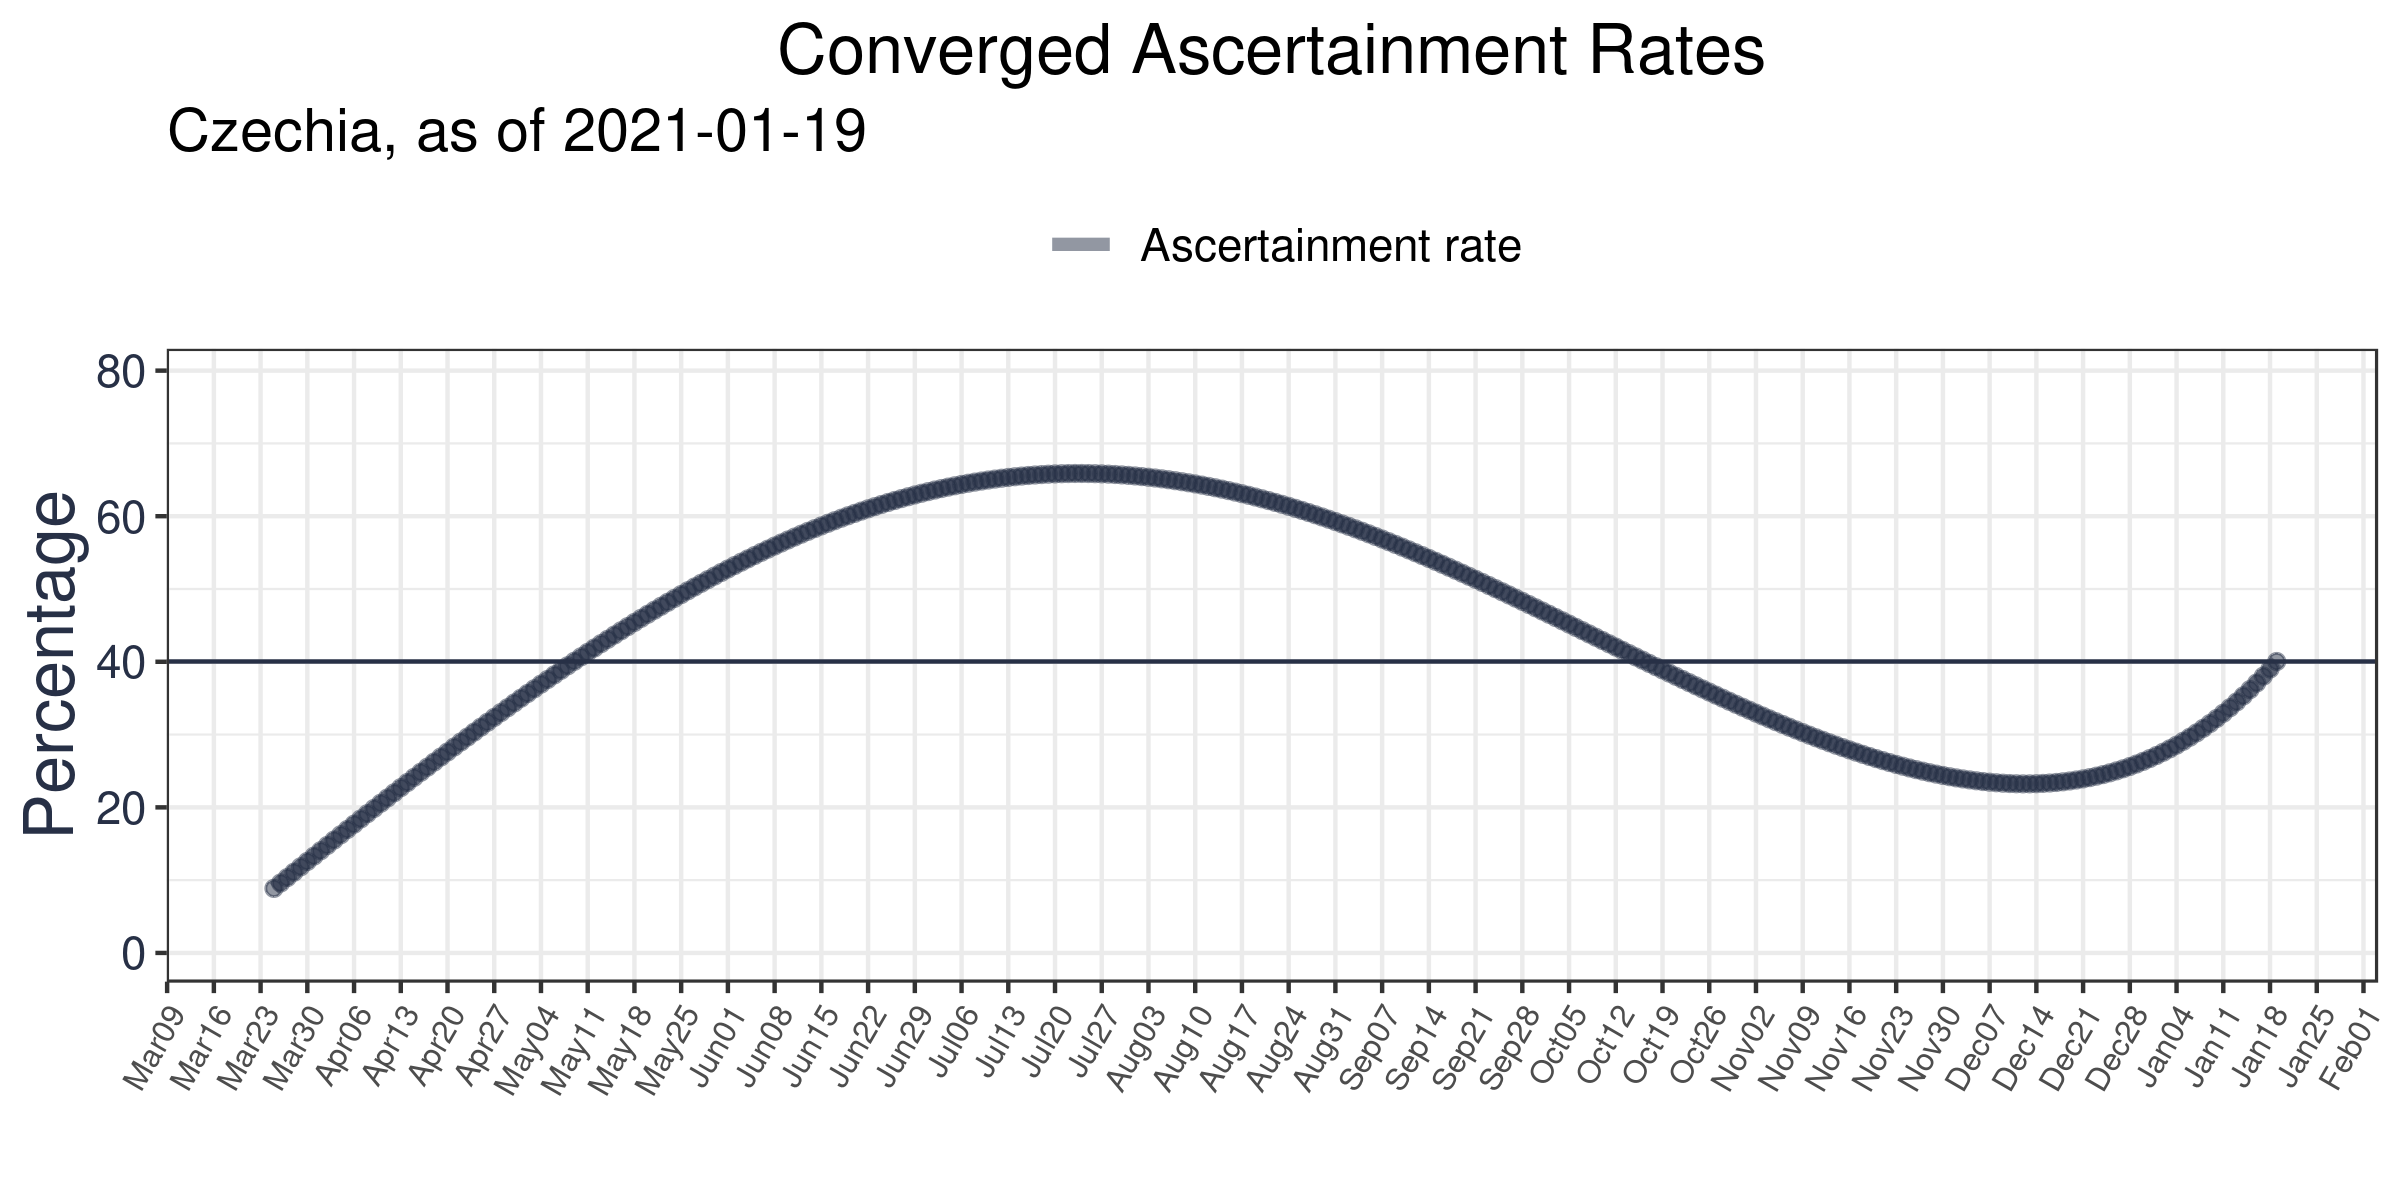 Converged Ascertainment Rates
Czechia, as of 2021-01-19
Ascertainment rate
Percentage
80
60
40
20
0
Mar09
Mar16
Mar23
Mar30
Apr06
Apr13
Apr20
Apr27
May04
May11
May18
May25
Jun01
Jun08
Jun15
Jun22
Jun29
Jul06
Jul13
Jul20
Jul27
Aug03
Aug10
Aug17
Aug24
Aug31
Sep07
Sep14
Sep21
Sep28
Oct05
Oct12
Oct19
Oct26
Nov02
Nov09
Nov16
Nov23
Nov30
Dec07
Dec14
Dec21
Dec28
Jan04
Jan11
Jan18
Jan25
Feb01